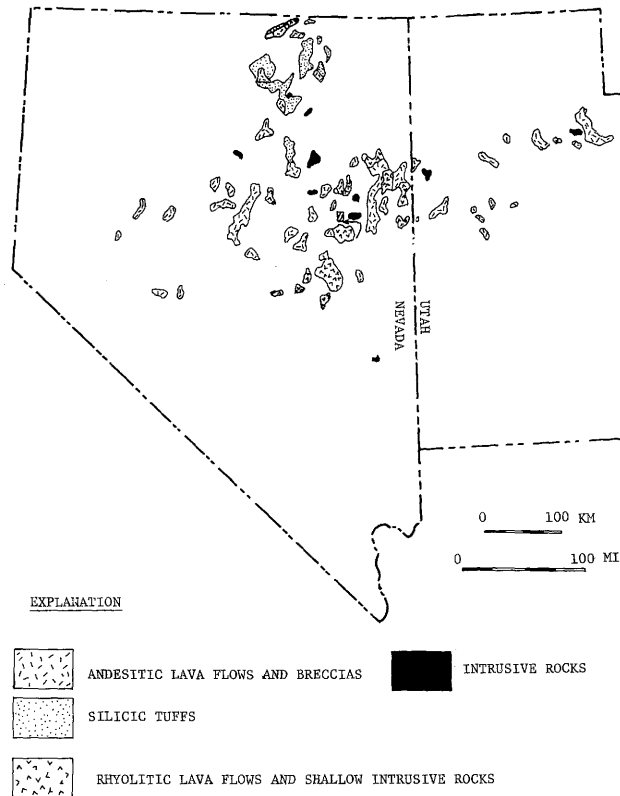 UTAH
NEVADA
0 100 KM
0 100 MI
EXPLANATION
ANDESITIC LAVA FLOWS AND BRECCIAS
INTRUSIVE ROCKS
SILICIC TUFFS
RHYOLITIC LAVA FLOWS AND SHALLOW INTRUSIVE ROCKS